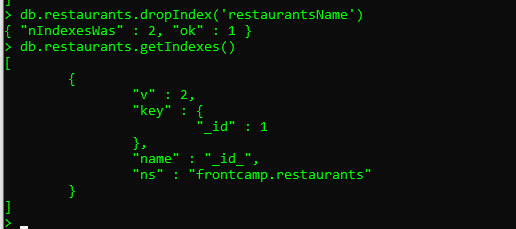 > db.restaurants.dropIndex('restaurantsName')
{ "nIndexesWas" : 2, "ok" : 1 }
> db.restaurants.getIndexes()
[
        {
                "v" : 2,
                "key" : {
                        "_id" : 1
                },
                "name" : "_id_",
                "ns" : "frontcamp.restaurants"
        }
]
>